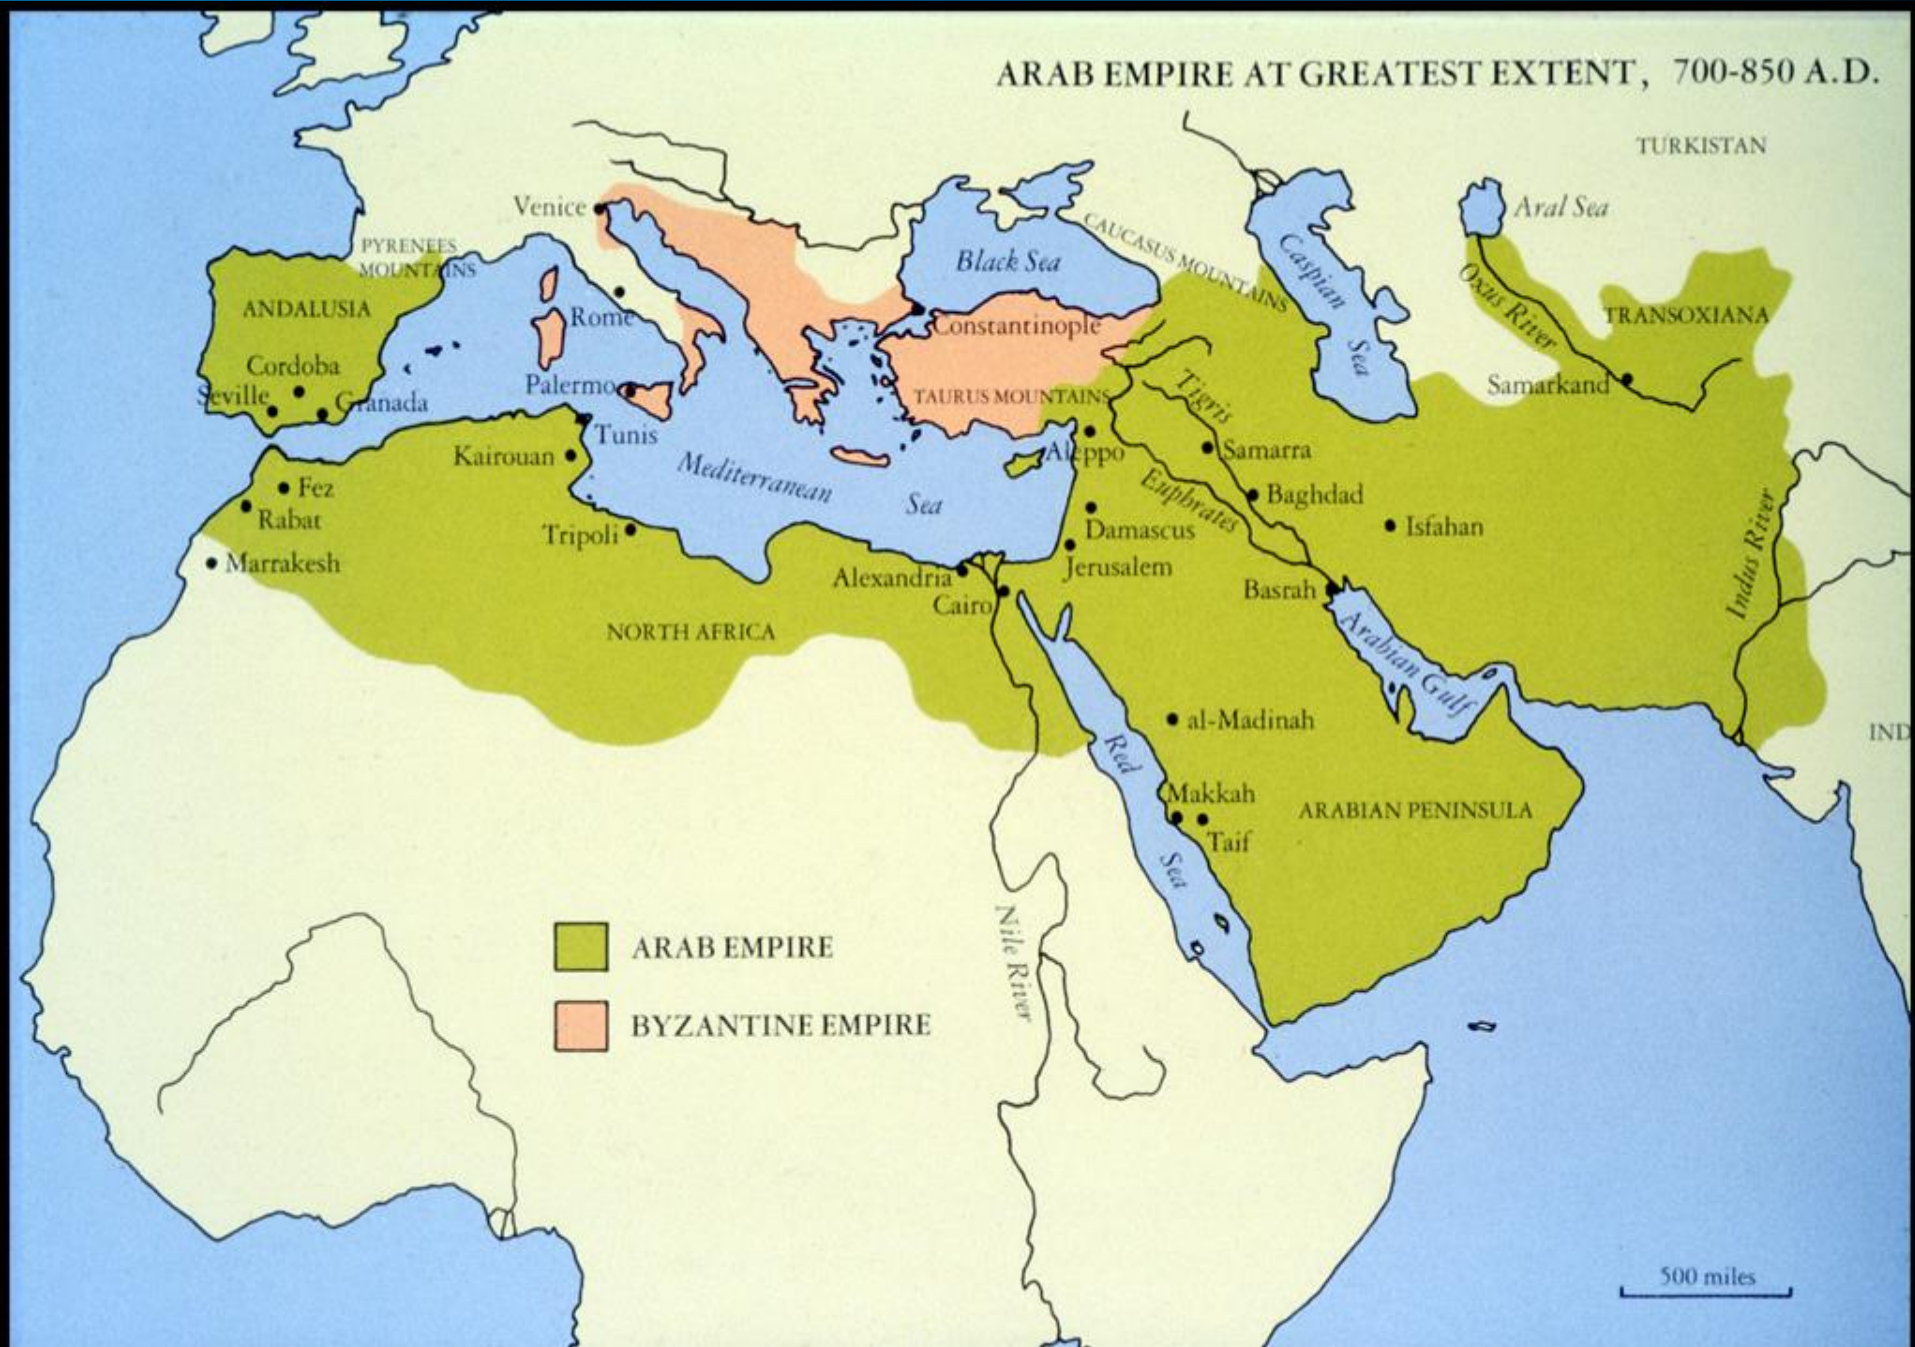 ARAB EMPIRE AT GREATEST EXTENT, 700-850 A.D.
TURKISTAN
Aral Sea
Venice
PYRENEES
MOUNTAINS
CAUCASUS MOUNTAINS
Black Sea
Caspian
Sea
Oxus River
TRANSOXIANA
ANDALUSIA
Rome
Constantinople
Cordoba
Seville
Granada
Palermo
TAURUS MOUNTAINS
Tigris
Samarkand
Tunis
Kairouan
Mediterranean
Sea
Aleppo
Samarra
Euphrates
Baghdad
Fez
Rabat
Tripoli
Damascus
Isfahan
Indus River
Marrakesh
Alexandria
Jerusalem
Cairo
Basrah
Arabian Gulf
NORTH AFRICA
al-Madinah
IND
Red
Sea
Makkah
Taif
ARABIAN PENINSULA
Nile River
ARAB EMPIRE
BYZANTINE EMPIRE
500 miles